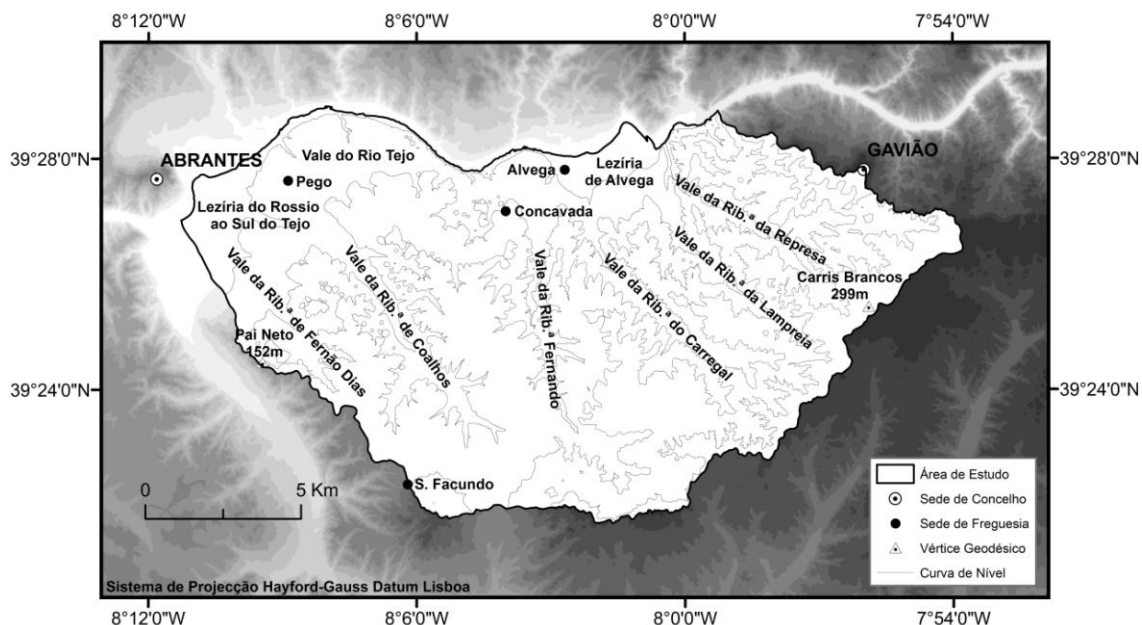 8°12'0"W
8°6'0"W
8°0'0"W
7°54'0"W
39°28'0"N
39°28'0"N
ABRANTES
Vale do Rio Tejo
Pego
Lezíria do Rossio
ao Sul do Tejo
Alvega
Lezíria
de Alvega
Concavada
GAVIÃO
Vale da Rib.ª da Represa
Vale da Rib.ª da Lampreia
Carris Brancos
299m
Vale da Rib.ª de Fernão Dias
Vale da Rib.ª de Coalhos
Vale da Rib.ª Fernando
Vale da Rib.ª do Carregal
Pai Neto
152m
39°24'0"N
39°24'0"N
S. Facundo
0
5 Km
Área de Estudo
Sede de Concelho
Sede de Freguesia
Vértice Geodésico
Curva de Nível
Sistema de Projecção Hayford-Gauss Datum Lisboa
8°12'0"W
8°6'0"W
8°0'0"W
7°54'0"W